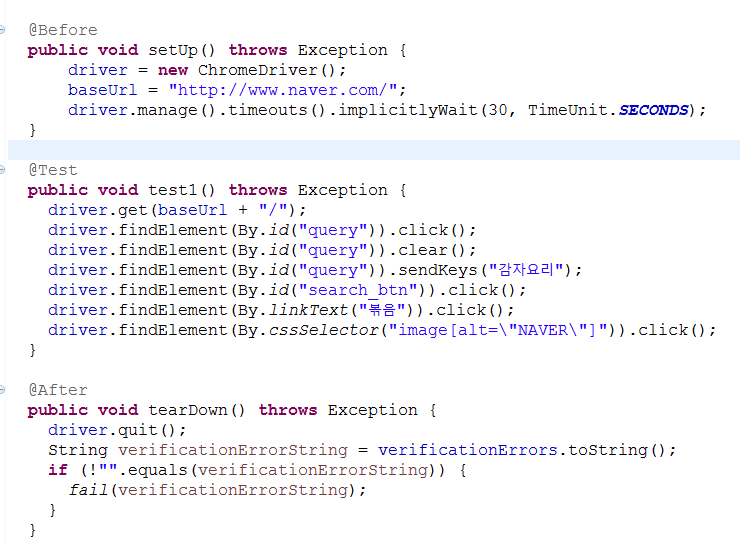 @Before
public void setUp() throws Exception {
    driver = new ChromeDriver();
    baseUrl = "http://www.naver.com/";
    driver.manage().timeouts().implicitlyWait(30, TimeUnit.SECONDS);
}
@Test
public void test1() throws Exception {
  driver.get(baseUrl + "/");
  driver.findElement(By.id("query")).click();
  driver.findElement(By.id("query")).clear();
  driver.findElement(By.id("query")).sendKeys("감자요리");
  driver.findElement(By.id("search_btn")).click();
  driver.findElement(By.linkText("볶음")).click();
  driver.findElement(By.cssSelector("image[alt=\"NAVER\"]")).click();
}
@After
public void tearDown() throws Exception {
  driver.quit();
  String verificationErrorString = verificationErrors.toString();
  if (!"".equals(verificationErrorString)) {
    fail(verificationErrorString);
  }
}